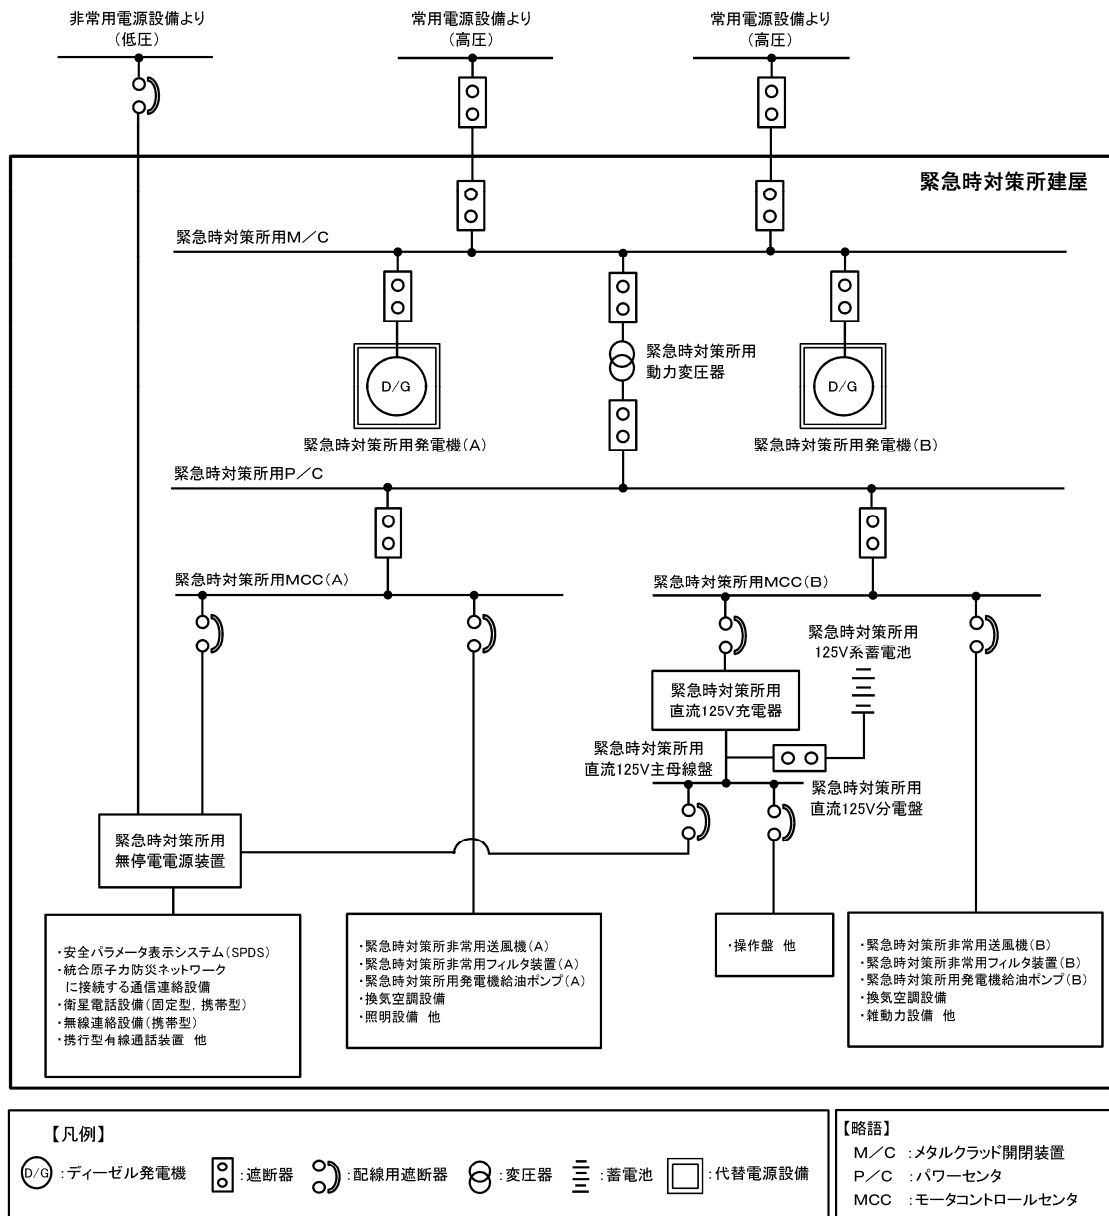 非常用電源設備より
（低圧）
常用電源設備より
（高圧）
常用電源設備より
（高圧）
緊急時対策所建屋
緊急時対策所用M／C
緊急時対策所用
動力変圧器
D/G
D/G
緊急時対策所用発電機（A）
緊急時対策所用発電機（B）
緊急時対策所用P／C
緊急時対策所用MCC（A）
緊急時対策所用MCC（B）
緊急時対策所用
125V系蓄電池
緊急時対策所用
直流125V充電器
緊急時対策所用
直流125V主母線盤
緊急時対策所用
直流125V分電盤
緊急時対策所用
無停電電源装置
・安全パラメータ表示システム（SPDS）
・統合原子力防災ネットワーク
に接続する通信連絡設備
・衛星電話設備（固定型，携帯型）
・無線連絡設備（携帯型）
・携行型有線通話装置 他
・緊急時対策所非常用送風機（A）
・緊急時対策所非常用フィルタ装置（A）
・緊急時対策所用発電機給油ポンプ（A）
・換気空調設備
・照明設備 他
・操作盤 他
・緊急時対策所非常用送風機（B）
・緊急時対策所非常用フィルタ装置（B）
・緊急時対策所用発電機給油ポンプ（B）
・換気空調設備
・雑動力設備 他
【凡例】
D/G ：ディーゼル発電機 ：遮断器 ：配線用遮断器 ：変圧器 ：蓄電池 ：代替電源設備
【略語】
M／C ：メタルクラッド開閉装置
P／C ：パワーセンタ
MCC ：モータコントロールセンタ